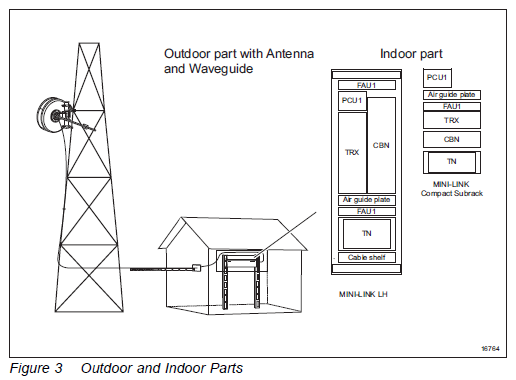 Outdoor part with Antenna
and Waveguide
Indoor part
FAU1
PCU1
TRX
CBN
Air guide plate
FAU1
TN
Cable shelf
MINI-LINK LH
PCU1
Air guide plate
FAU1
TRX
CBN
TN
MINI-LINK
Compact Subrack
16764
Figure 3 Outdoor and Indoor Parts